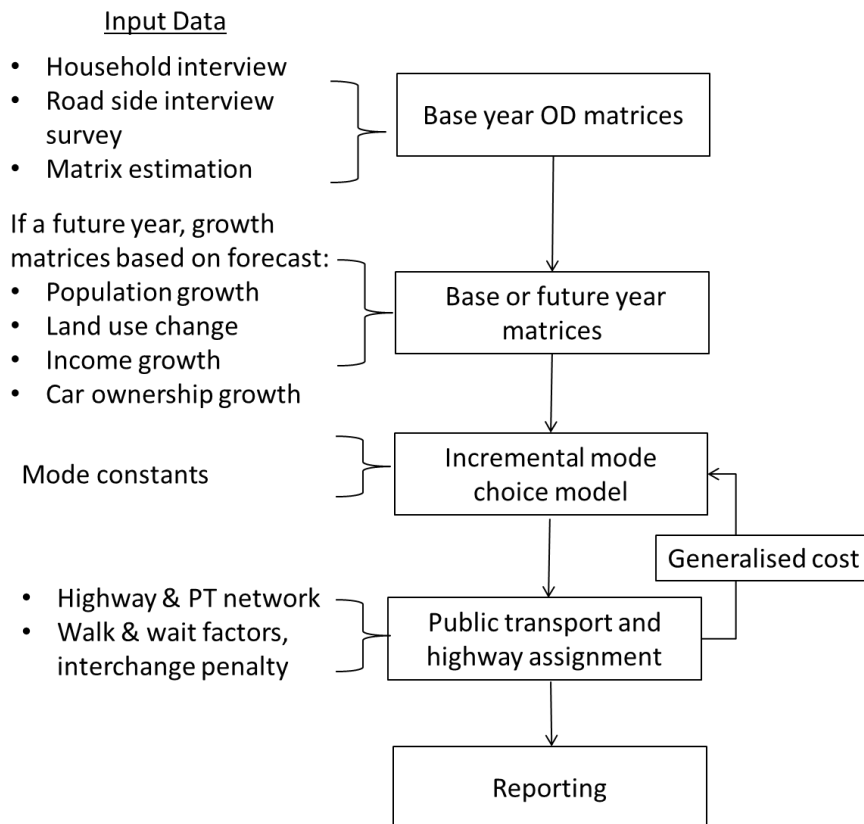 Input Data
• Household interview
• Road side interview
survey
• Matrix estimation
Base year OD matrices
If a future year, growth
matrices based on forecast:
• Population growth
• Land use change
• Income growth
• Car ownership growth
Base or future year
matrices
Mode constants
Incremental mode
choice model
Generalised cost
• Highway & PT network
• Walk & wait factors,
interchange penalty
Public transport and
highway assignment
Reporting